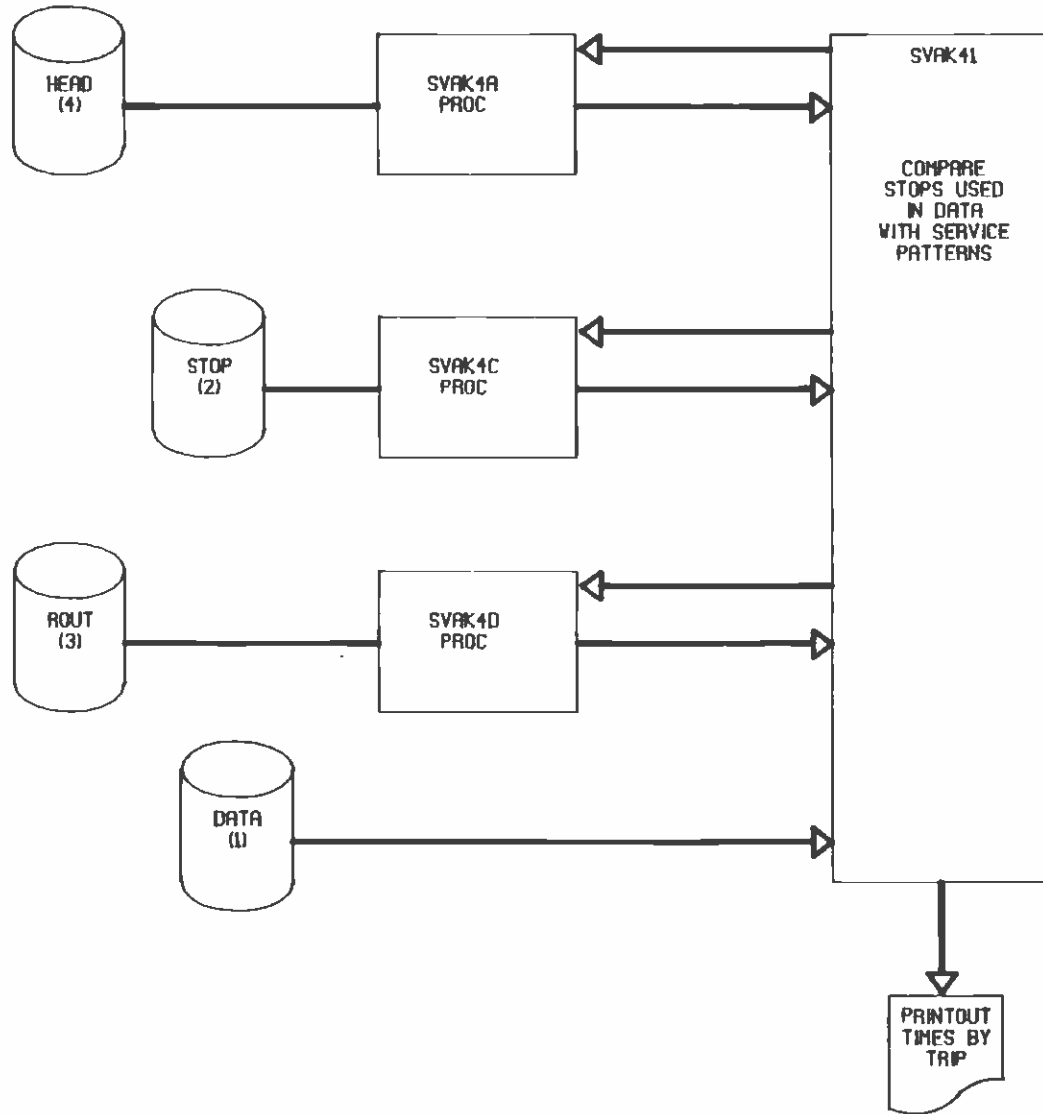 HEAD
(4)
SVAK4A
PROC
SVAK41
COMPARE
STOPS USED
IN DATA
WITH SERVICE
PATTERNS
STOP
(2)
SVAK4C
PROC
ROUT
(3)
SVAK4D
PROC
DATA
(1)
PRINTOUT
TIMES BY
TRIP